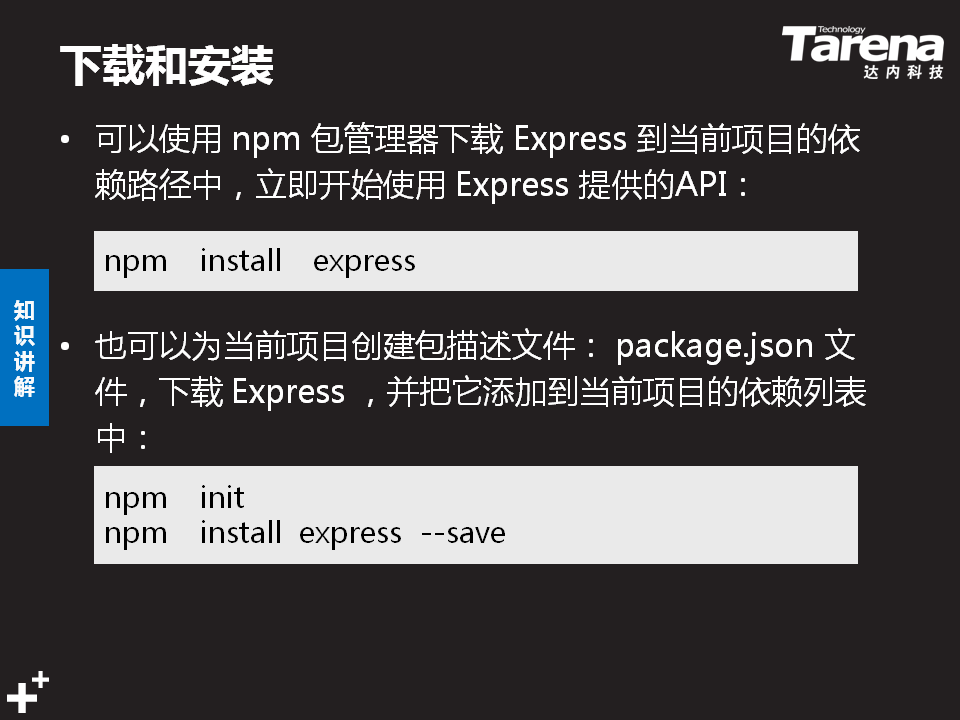 下载和安装
Technology
Tarena
达内科技
• 可以使用 npm 包管理器下载 Express 到当前项目的依
赖路径中，立即开始使用 Express 提供的API：
npm install express
知识讲解
• 也可以为当前项目创建包描述文件： package.json 文
件，下载 Express ，并把它添加到当前项目的依赖列表
中：
npm init
npm install express --save